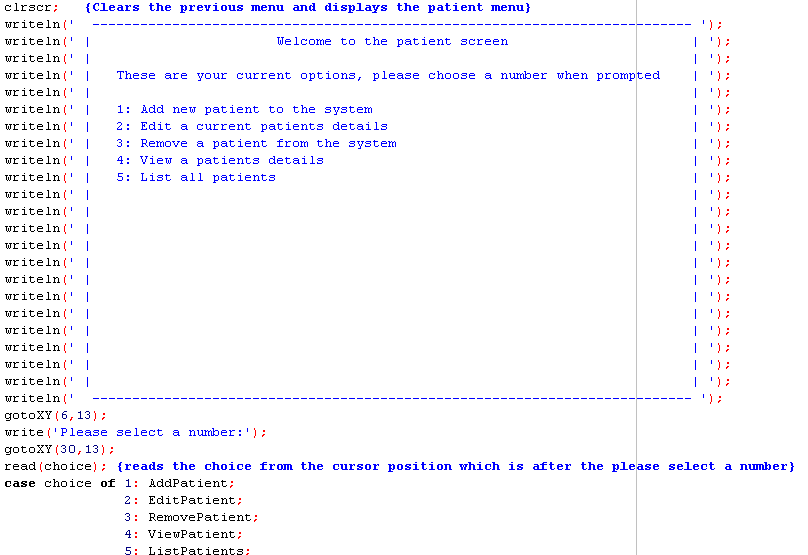 clrscr;   {Clears the previous menu and displays the patient menu}
writeln('  --------------------------------------------------------------------------- ');
writeln(' |                       Welcome to the patient screen                       | ');
writeln(' |                                                                           | ');
writeln(' |   These are your current options, please choose a number when prompted    | ');
writeln(' |                                                                           | ');
writeln(' |   1: Add new patient to the system                                        | ');
writeln(' |   2: Edit a current patients details                                      | ');
writeln(' |   3: Remove a patient from the system                                     | ');
writeln(' |   4: View a patients details                                              | ');
writeln(' |   5: List all patients                                                    | ');
writeln(' |                                                                           | ');
writeln(' |                                                                           | ');
writeln(' |                                                                           | ');
writeln(' |                                                                           | ');
writeln(' |                                                                           | ');
writeln(' |                                                                           | ');
writeln(' |                                                                           | ');
writeln(' |                                                                           | ');
writeln(' |                                                                           | ');
writeln(' |                                                                           | ');
writeln(' |                                                                           | ');
writeln(' |                                                                           | ');
writeln('  --------------------------------------------------------------------------- ');
gotoXY(6,13);
write('Please select a number:');
gotoXY(30,13);
read(choice); {reads the choice from the cursor position which is after the please select a number}
case choice of 1: AddPatient;
               2: EditPatient;
               3: RemovePatient;
               4: ViewPatient;
               5: ListPatients;